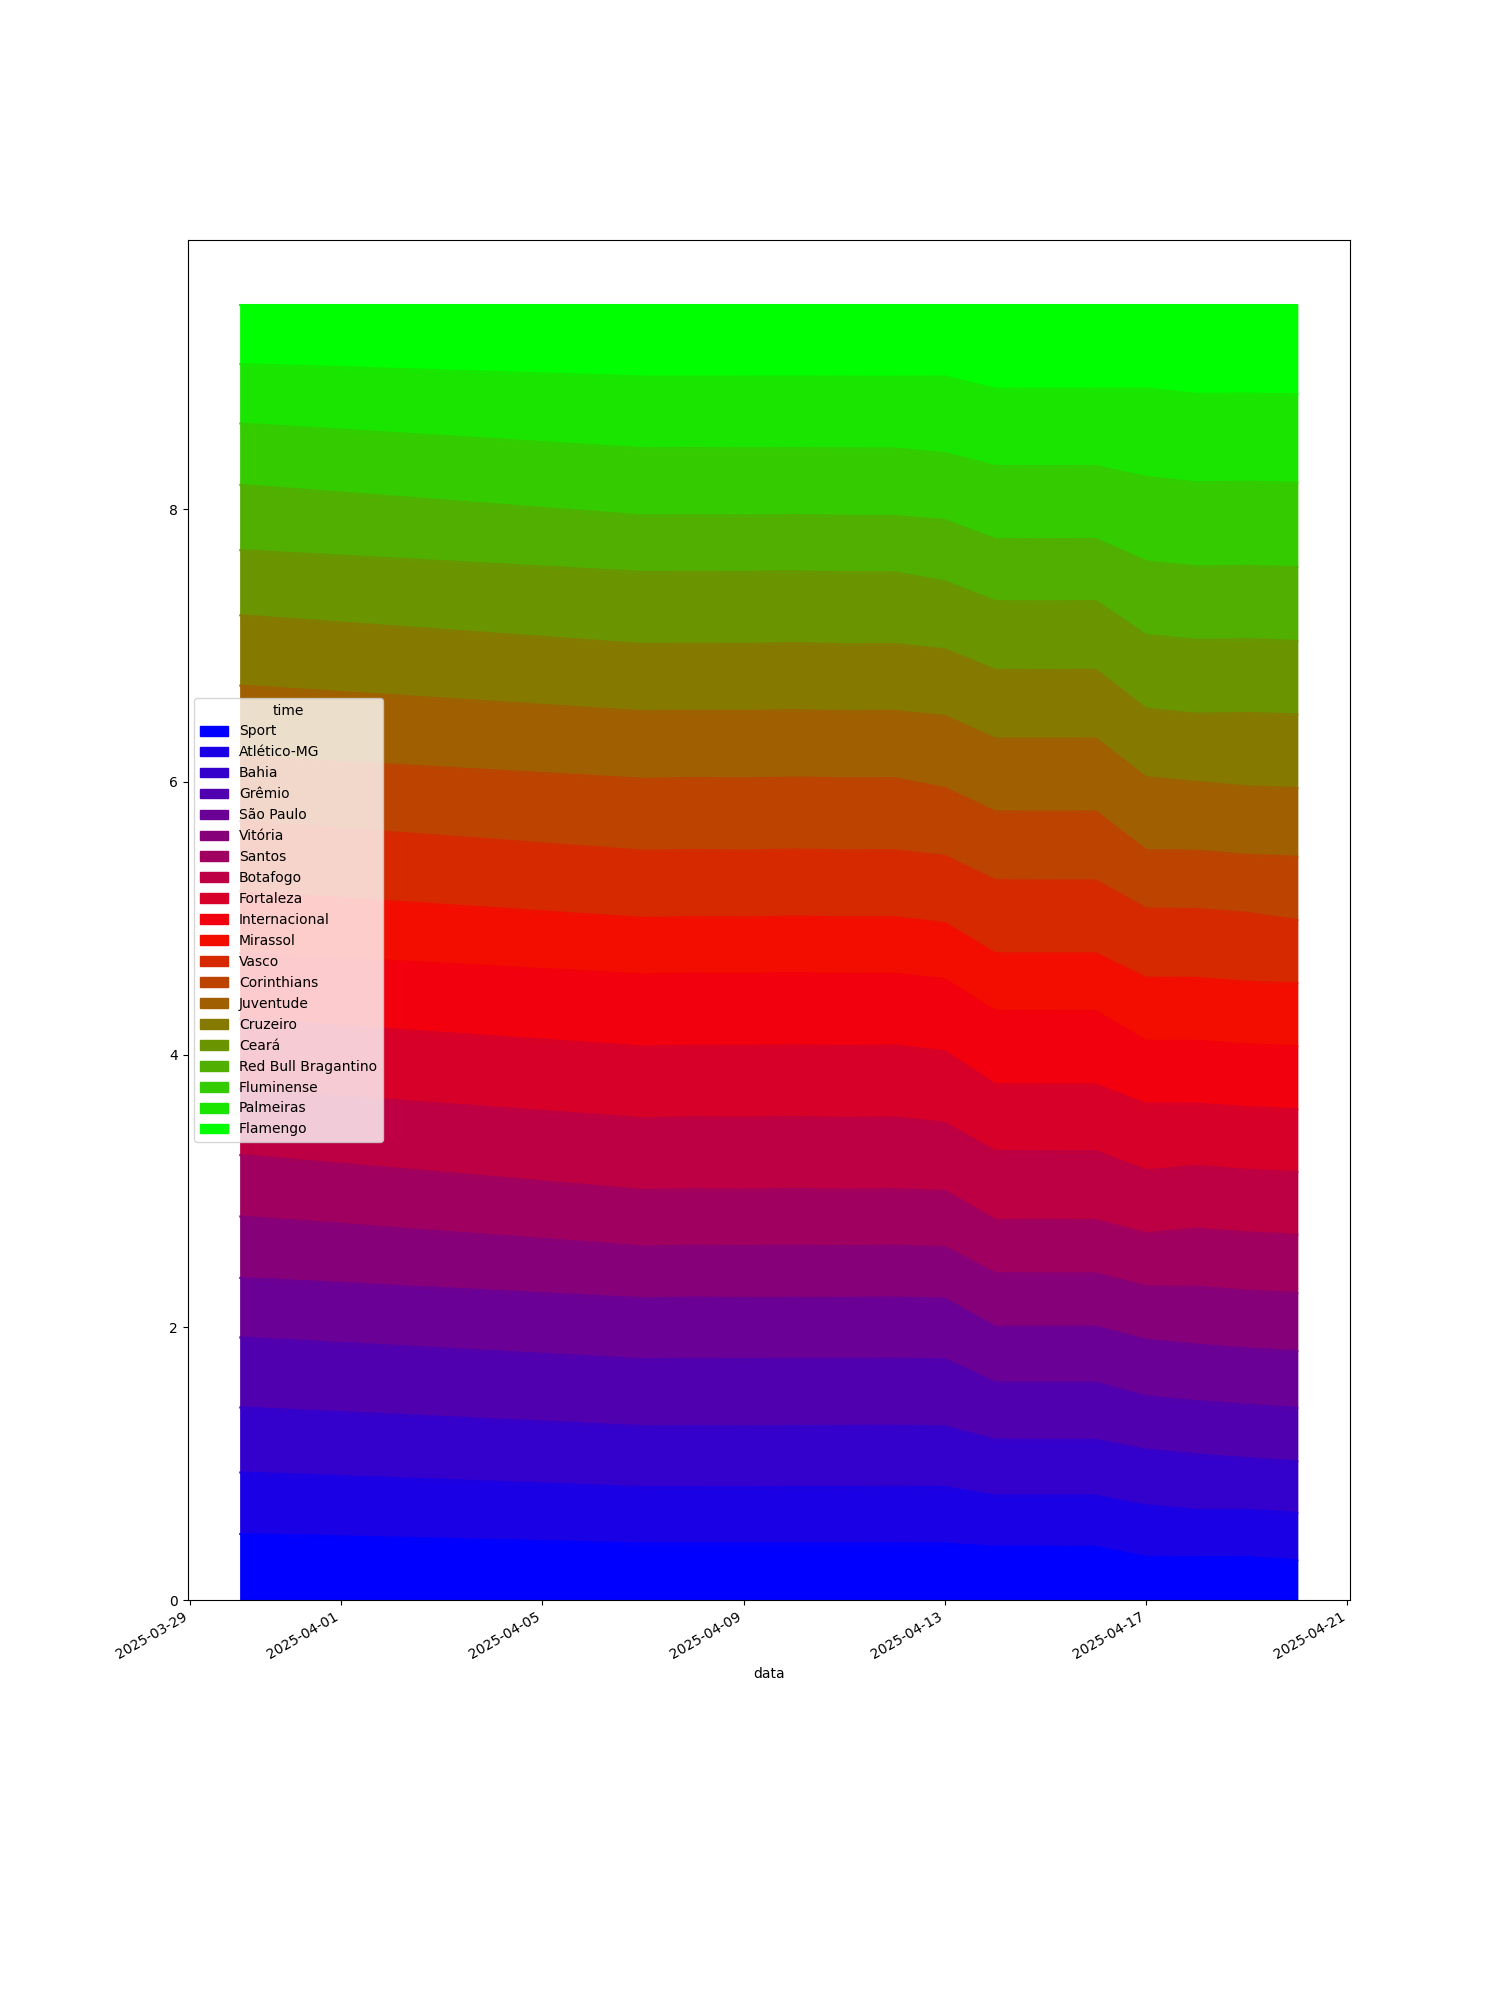 8
6
4
2
0
time
Sport
Atlético-MG
Bahia
Grêmio
São Paulo
Vitória
Santos
Botafogo
Fortaleza
Internacional
Mirassol
Vasco
Corinthians
Juventude
Cruzeiro
Ceará
Red Bull Bragantino
Fluminense
Palmeiras
Flamengo
2025-03-29
2025-04-01
2025-04-05
2025-04-09
2025-04-13
2025-04-17
2025-04-21
data